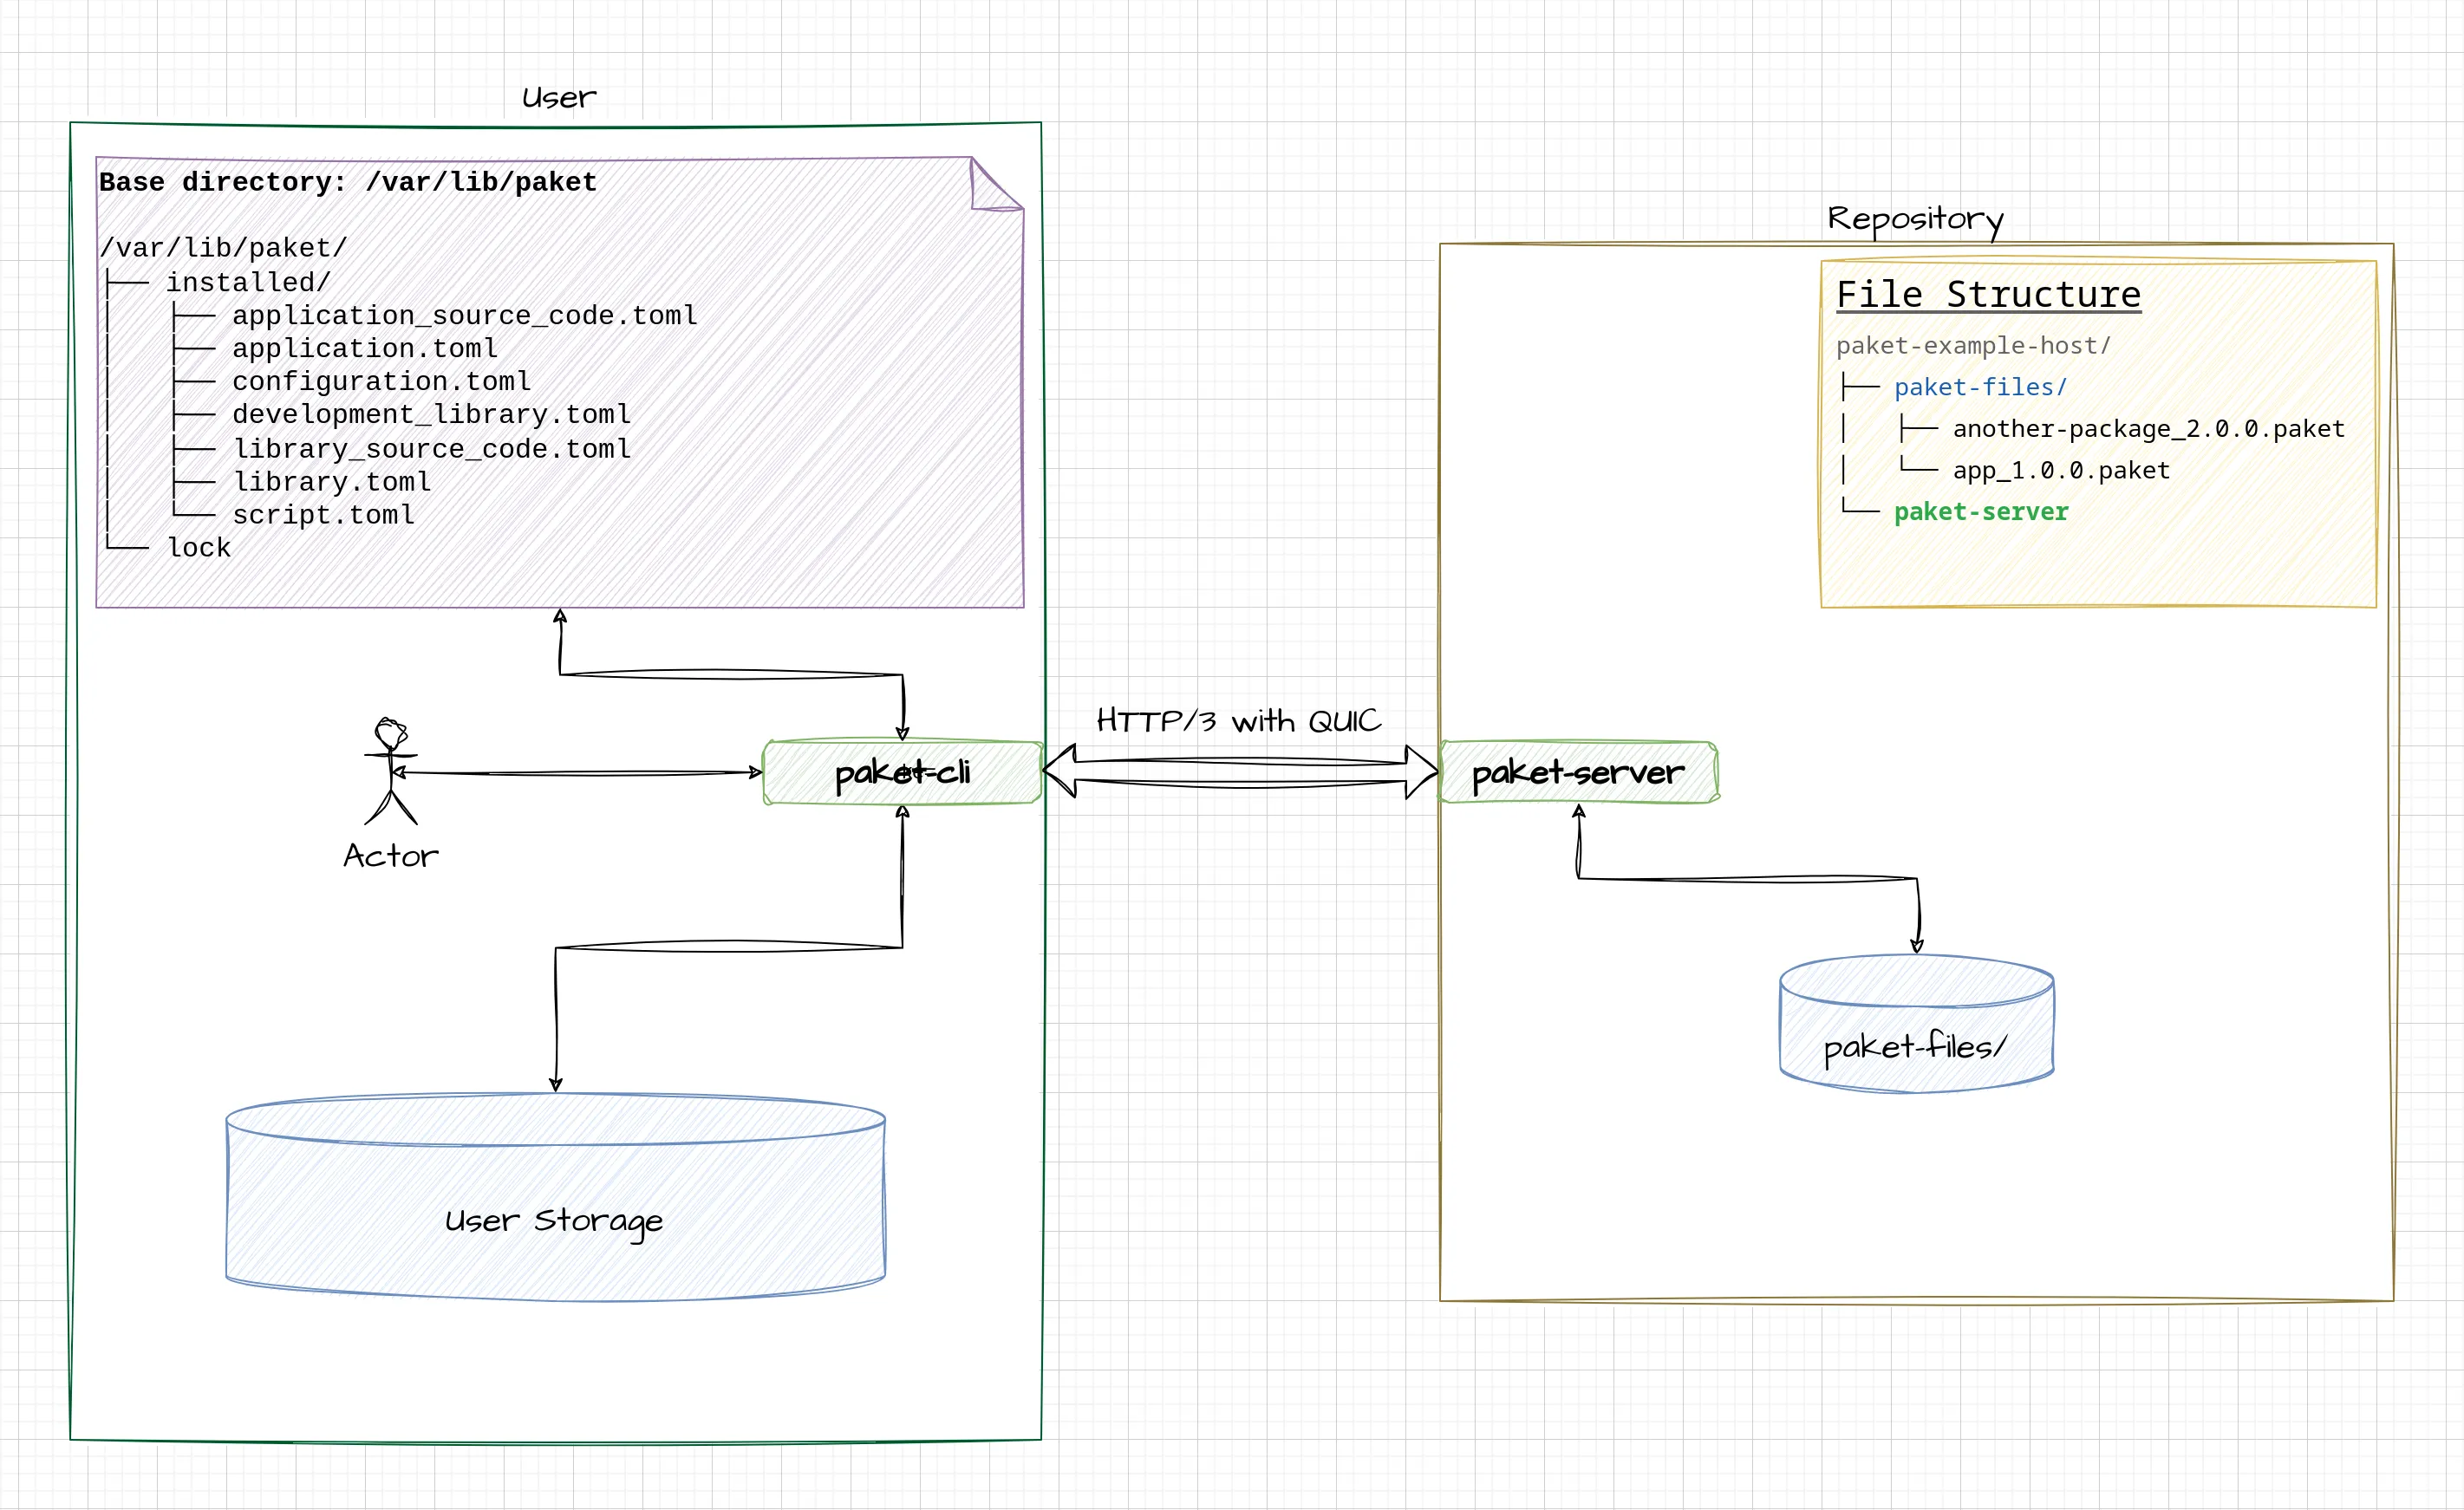 User
Base directory: /var/lib/paket
/var/lib/paket/
├── installed/
│   ├── application_source_code.toml
│   ├── application.toml
│   ├── configuration.toml
│   ├── development_library.toml
│   ├── library_source_code.toml
│   ├── library.toml
│   └── script.toml
└── lock
Actor
paket-cli
User Storage
HTTP/3 with QUIC
Repository
File Structure
paket-example-host/
├── paket-files/
│   ├── another-package_2.0.0.paket
│   └── app_1.0.0.paket
└── paket-server
paket-server
paket-files/